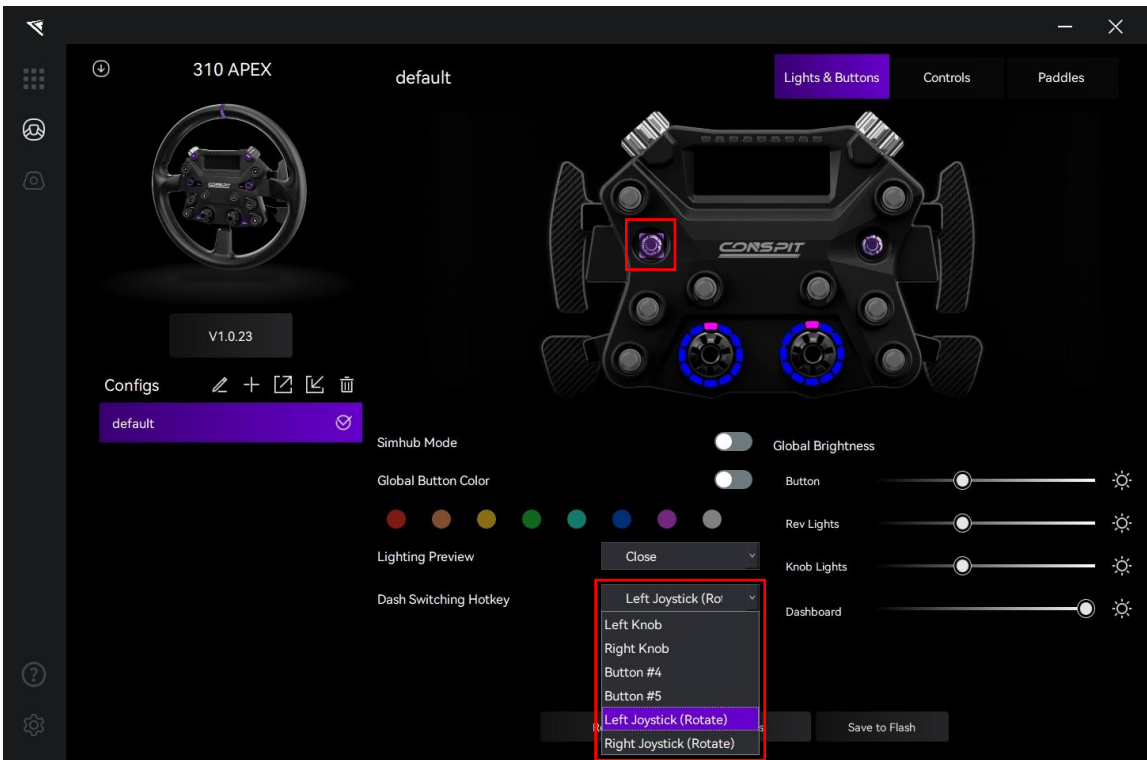 310 APEX
default
Lights & Buttons
Controls
Paddles
CONSPIT
V1.0.23
Configs
default
Simhub Mode
Global Button Color
Lighting Preview
Close
Dash Switching Hotkey
Left Joystick (Ro
Left Knob
Right Knob
Button #4
Button #5
Left Joystick (Rotate)
Right Joystick (Rotate)
Global Brightness
Button
Rev Lights
Knob Lights
Dashboard
Save to Flash